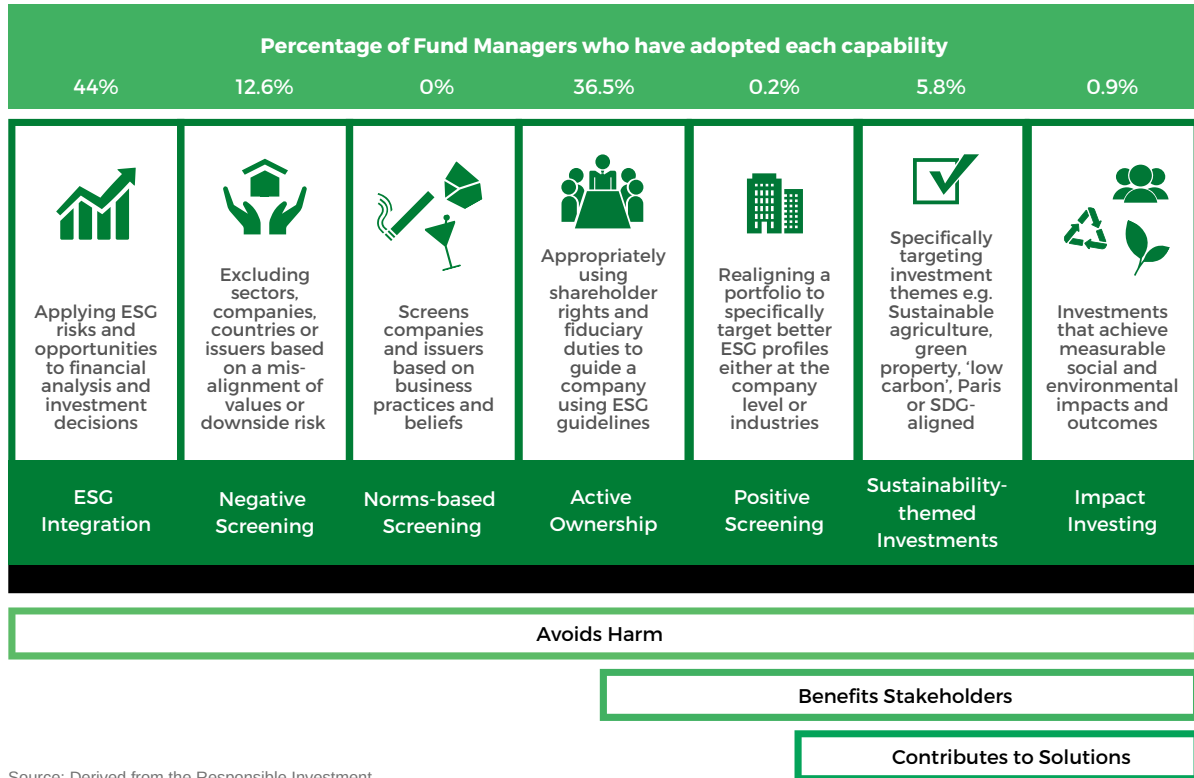 Percentage of Fund Managers who have adopted each capability
44%
12.6%
0%
36.5%
0.2%
5.8%
0.9%
Applying ESG
risks and
opportunities
to financial
analysis and
investment
decisions
Excluding
sectors,
companies,
countries or
issuers based
on a mis-
alignment of
values or
downside risk
Screens
companies
and issuers
based on
business
practices and
beliefs
Appropriately
using
shareholder
rights and
fiduciary
duties to
guide a
company
using ESG
guidelines
Realigning a
portfolio to
specifically
target better
ESG profiles
either at the
company
level or
industries
Specifically
targeting
investment
themes e.g.
Sustainable
agriculture,
green
property, ‘low
carbon’, Paris
or SDG-
aligned
Investments
that achieve
measurable
social and
environmental
impacts and
outcomes
ESG
Integration
Negative
Screening
Norms-based
Screening
Active
Ownership
Positive
Screening
Sustainability-
themed
Investments
Impact
Investing
Avoids Harm
Benefits Stakeholders
Contributes to Solutions
Source: Derived from the Responsible Investment